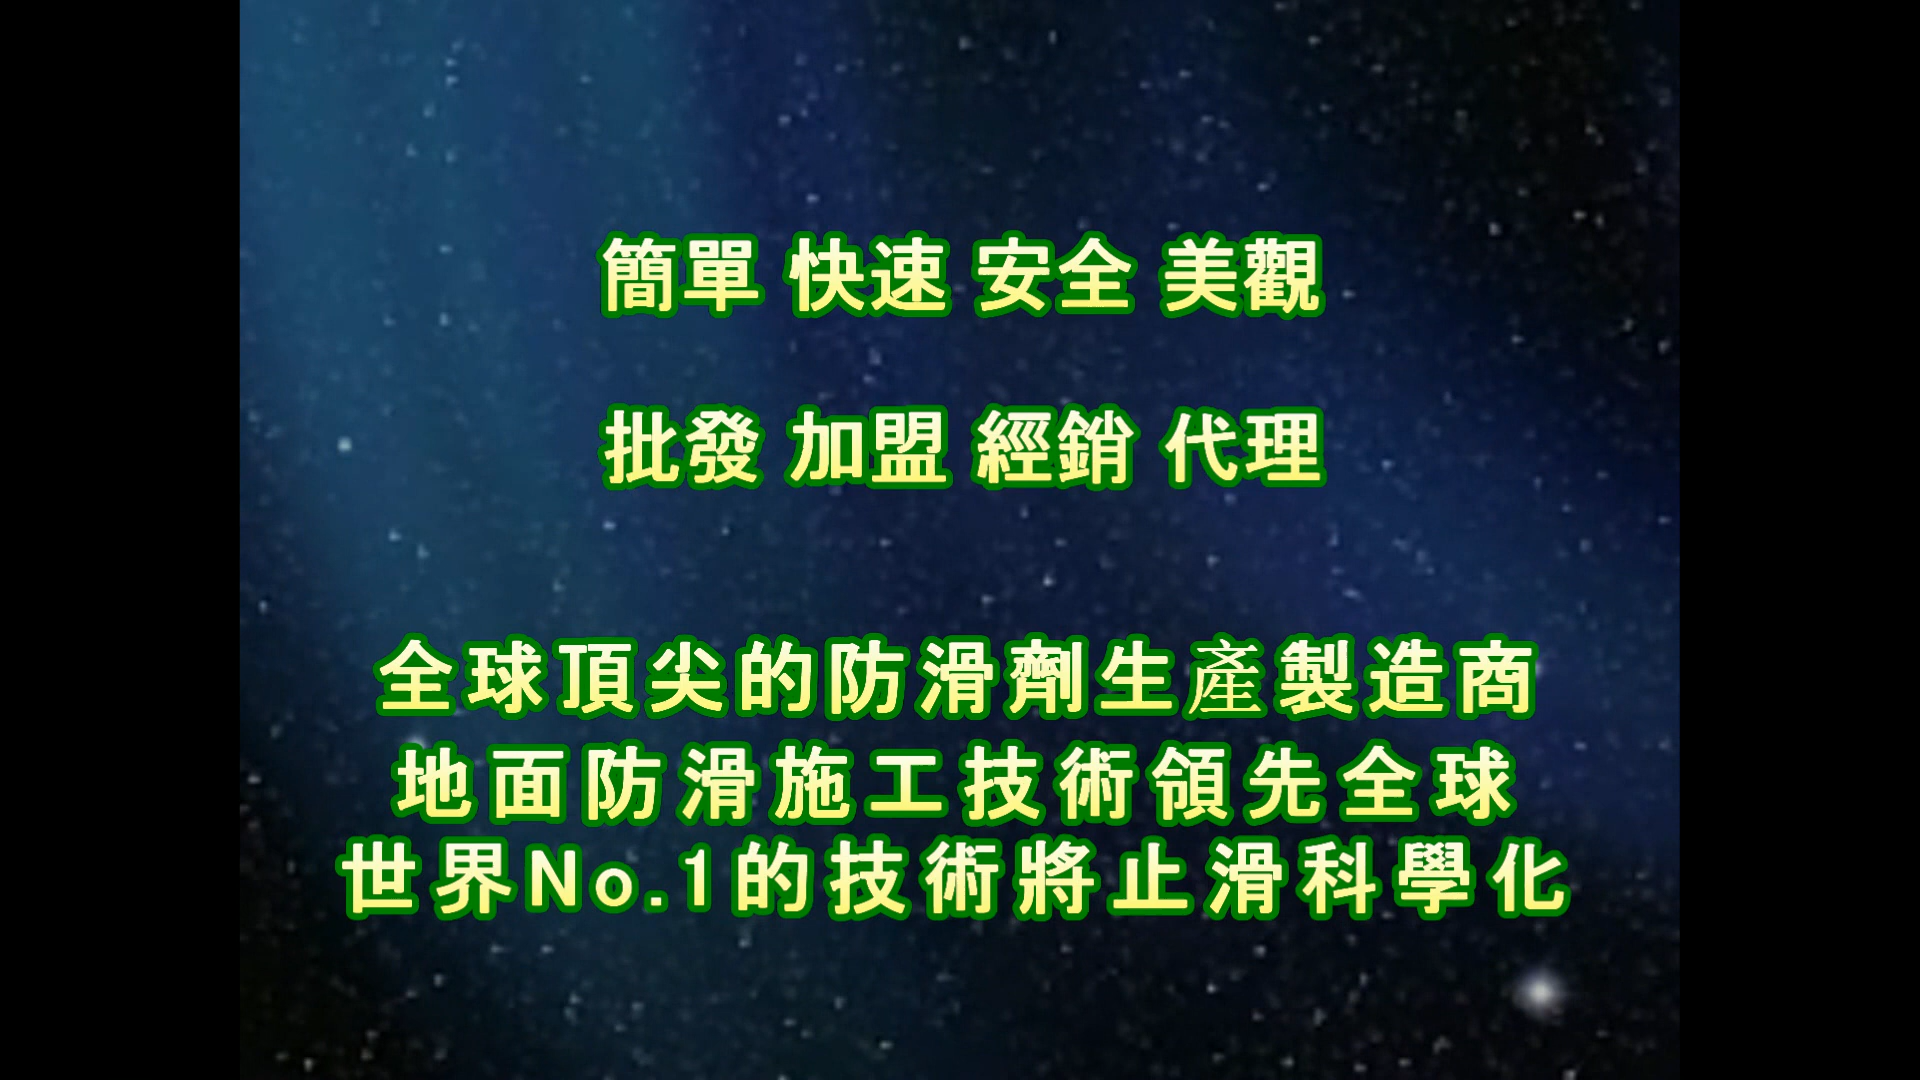 簡單 快速 安全 美觀
批發 加盟 經銷 代理
全球頂尖的防滑劑生產製造商
地面防滑施工技術領先全球
世界No.1的技術將止滑科學化